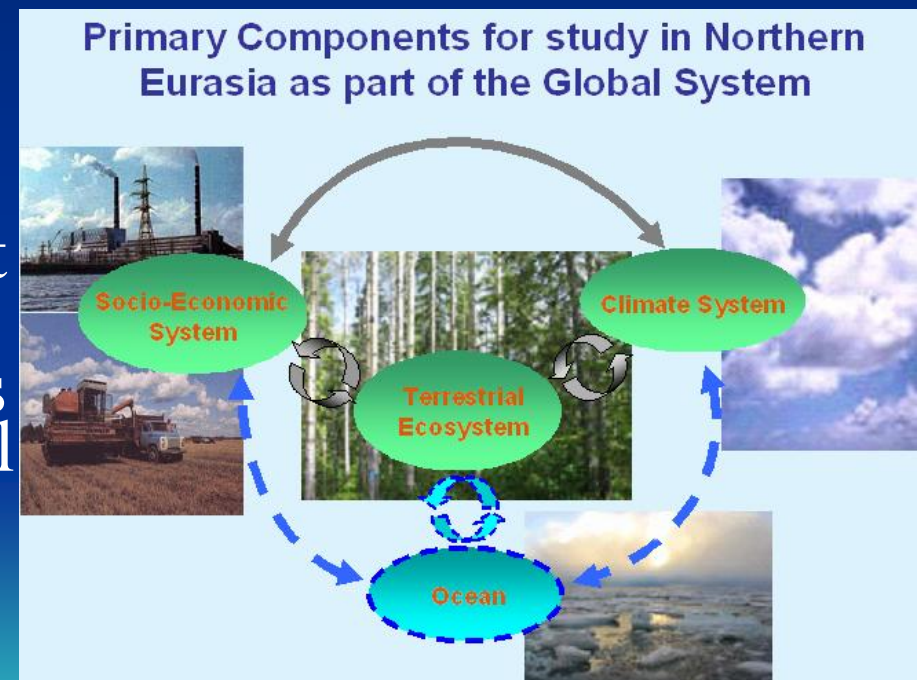 Primary Components for study in Northern
Eurasia as part of the Global System
Socio-Economic
System
Climate System
Terrestrial
Ecosystem
Ocean